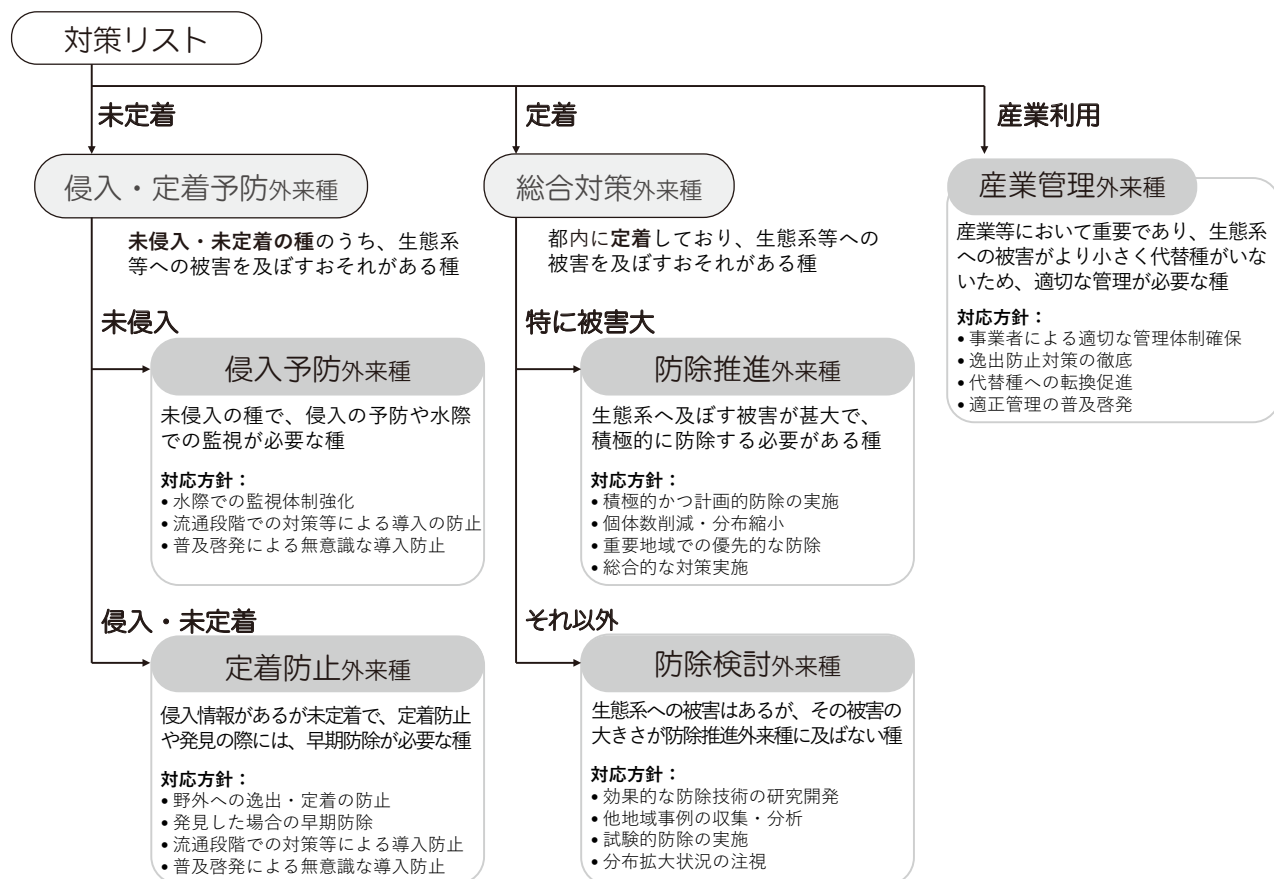 対策リスト
未定着
侵入・定着予防外来種
未侵入・未定着の種のうち、生態系
等への被害を及ぼすおそれがある種
未侵入
侵入予防外来種
未侵入の種で、侵入の予防や水際
での監視が必要な種
対応方針：
•水際での監視体制強化
•流通段階での対策等による導入の防止
•普及啓発による無意識な導入防止
侵入・未定着
定着防止外来種
侵入情報があるが未定着で、定着防止
や発見の際には、早期防除が必要な種
対応方針：
•野外への逸出・定着の防止
•発見した場合の早期防除
•流通段階での対策等による導入防止
•普及啓発による無意識な導入防止
定着
総合対策外来種
都内に定着しており、生態系等への
被害を及ぼすおそれがある種
特に被害大
防除推進外来種
生態系へ及ぼす被害が甚大で、
積極的に防除する必要がある種
対応方針：
•積極的かつ計画的防除の実施
•個体数削減・分布縮小
•重要地域での優先的な防除
•総合的な対策実施
それ以外
防除検討外来種
生態系への被害はあるが、その被害の
大きさが防除推進外来種に及ばない種
対応方針：
•効果的な防除技術の研究開発
•他地域事例の収集・分析
•試験的防除の実施
•分布拡大状況の注視
産業利用
産業管理外来種
産業等において重要であり、生態系
への被害がより小さく代替種がいな
いため、適切な管理が必要な種
対応方針：
•事業者による適切な管理体制確保
•逸出防止対策の徹底
•代替種への転換促進
•適正管理の普及啓発